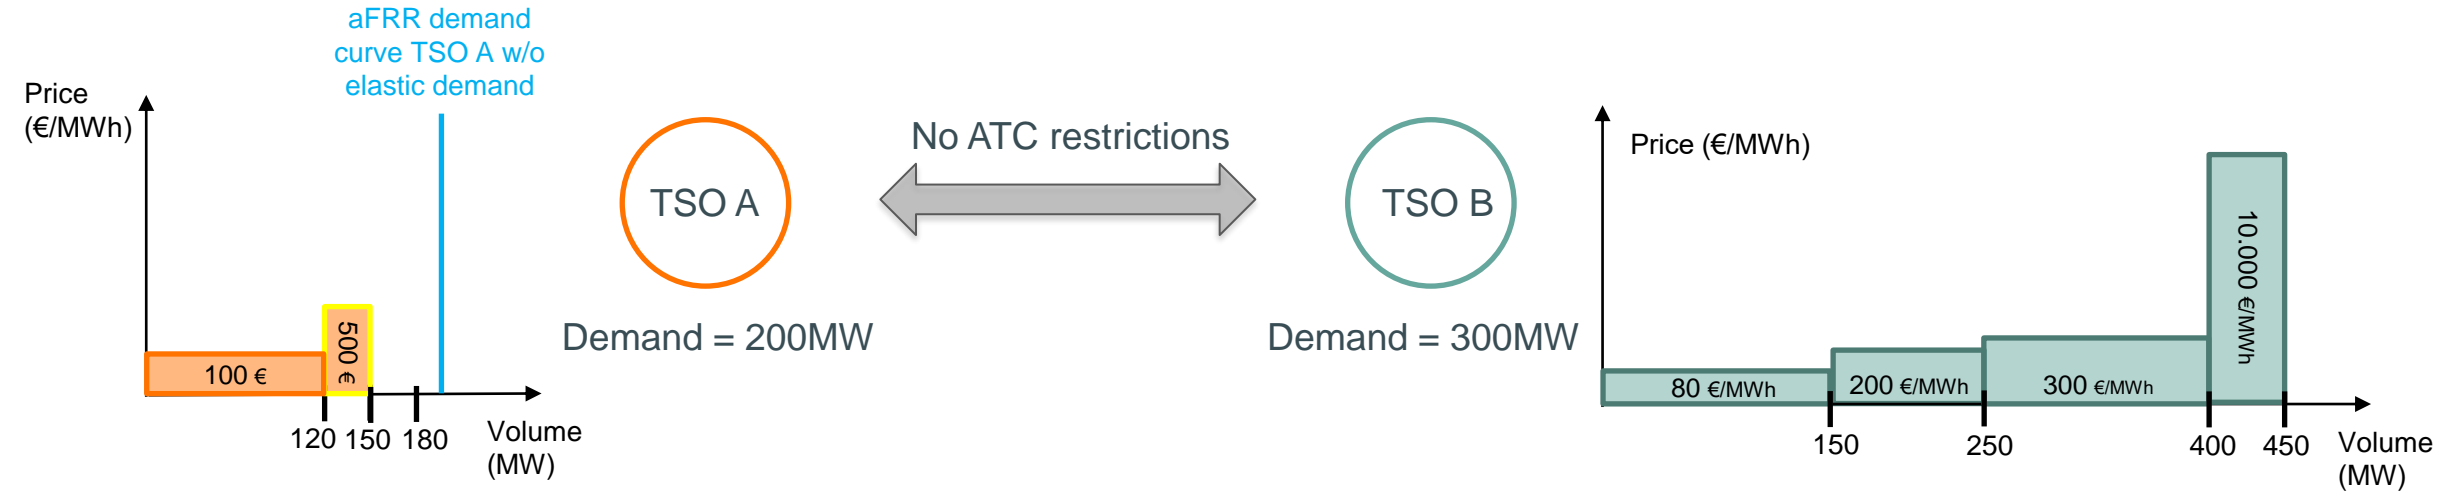 aFRR demand
curve TSO A w/o
elastic demand
Price
(€/MWh)
100 €
500 €
120
150
180
Volume
(MW)
TSO A
Demand = 200MW
No ATC restrictions
TSO B
Demand = 300MW
Price (€/MWh)
80 €/MWh
200 €/MWh
300 €/MWh
10.000 €/MWh
150
250
400
450
Volume
(MW)